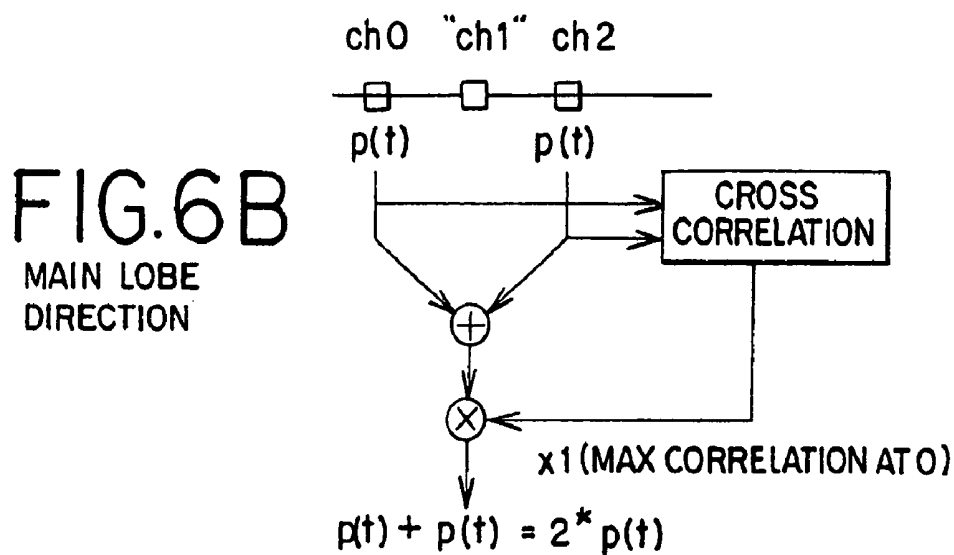 ch0 "ch1" ch2
p(t) p(t)
FIG.6B
MAIN LOBE
DIRECTION
CROSS
CORRELATION
+
×
x1 (MAX CORRELATION AT 0)
p(t) + p(t) = 2* p(t)